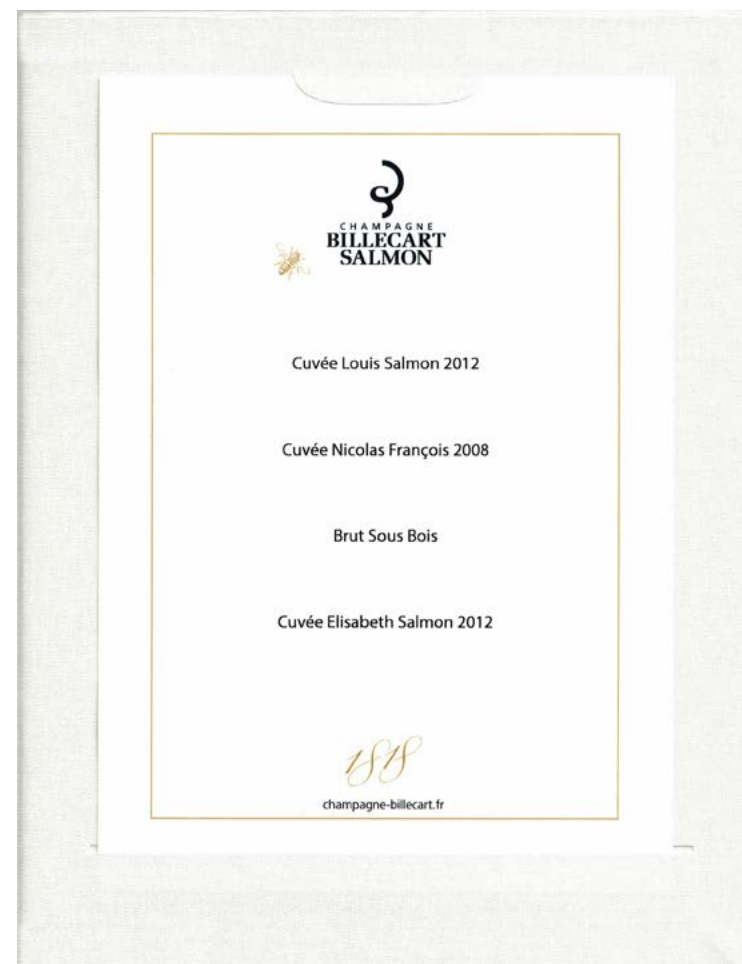 CHAMPAGNE
BILLECART
SALMON
Cuvée Louis Salmon 2012
Cuvée Nicolas François 2008
Brut Sous Bois
Cuvée Elisabeth Salmon 2012
1818
champagne-billecart.fr